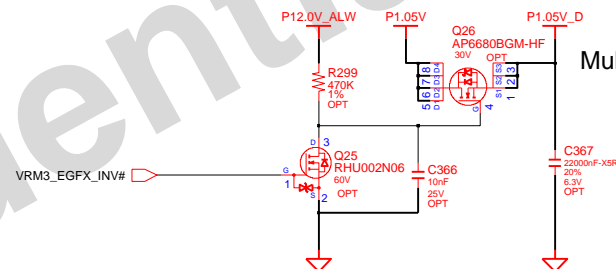 P12.0V_ALW
P1.05V
P1.05V_D
Q26
AP6680BGM-HF
30V
OPT
8 D4
7 D3
6 D2
5 D1
S3 3
S2 2
S1 1
G
4
R299
470K
1%
OPT
D 3
Q25
RHU002N06
60V
OPT
G
1
S
2
VRM3_EGFX_INV#
C366
10nF
25V
OPT
C367
22000nF-X5R
20%
6.3V
OPT